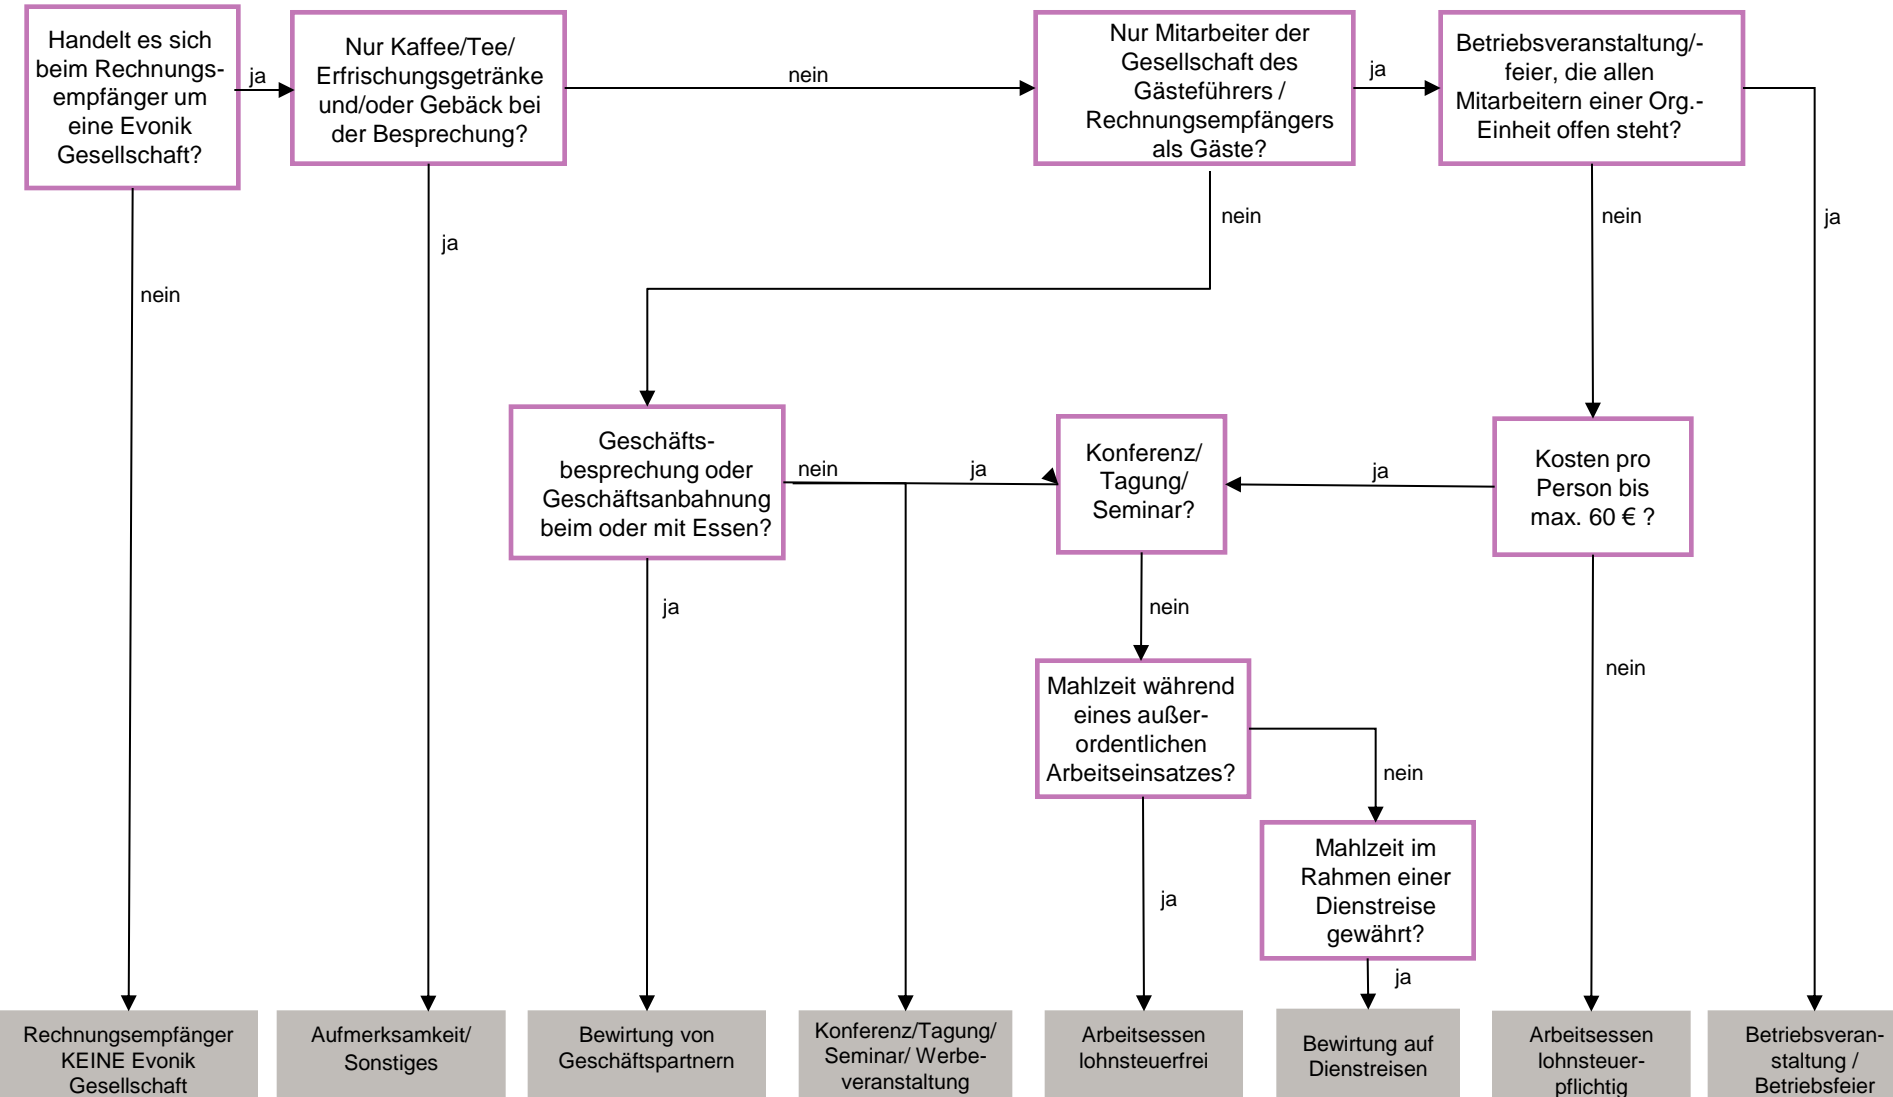 Handelt es sich
beim Rechnungs-
empfänger um
eine Evonik
Gesellschaft?
ja
Nur Kaffee/Tee/
Erfrischungsgetränke
und/oder Gebäck bei
der Besprechung?
nein
Nur Mitarbeiter der
Gesellschaft des
Gästeführers /
Rechnungsempfängers
als Gäste?
ja
Betriebsveranstaltung/-
feier, die allen
Mitarbeitern einer Org.-
Einheit offen steht?
nein
ja
nein
nein
ja
Geschäfts-
besprechung oder
Geschäftsanbahnung
beim oder mit Essen?
nein
ja
Konferenz/
Tagung/
Seminar?
ja
Kosten pro
Person bis
max. 60 € ?
ja
nein
nein
Mahlzeit während
eines außer-
ordentlichen
Arbeitseinsatzes?
nein
ja
Mahlzeit im
Rahmen einer
Dienstreise
gewährt?
ja
Rechnungsempfänger
KEINE Evonik
Gesellschaft
Aufmerksamkeit/
Sonstiges
Bewirtung von
Geschäftspartnern
Konferenz/Tagung/
Seminar/ Werbe-
veranstaltung
Arbeitsessen
lohnsteuerfrei
Bewirtung auf
Dienstreisen
Arbeitsessen
lohnsteuer-
pflichtig
Betriebsveran-
staltung /
Betriebsfeier